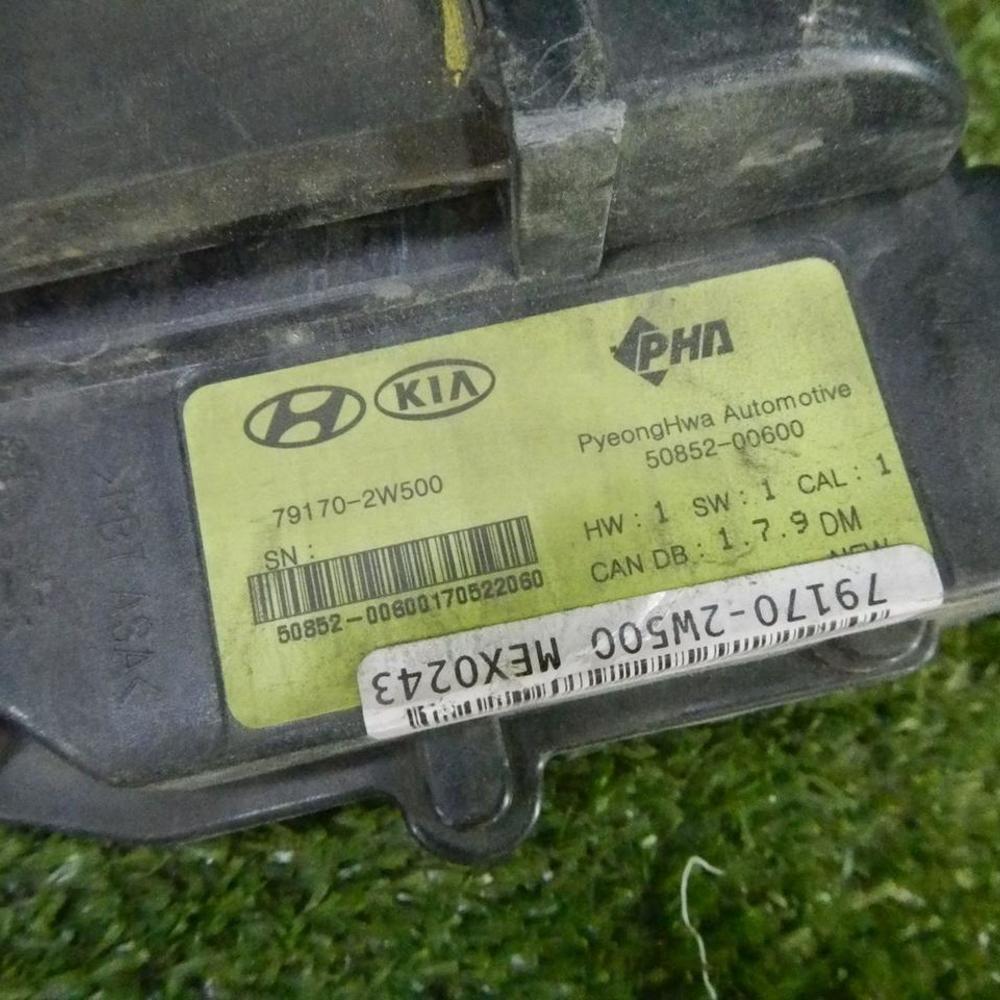 KIA
PHA
PyeongHwa Automotive
50852-00600
79170-2W500
HW : 1 SW : 1 CAL : 1
CAN DB : 1.7.9 DM
NEW
SN :
50852-00600170522060
79170-2W500 MEX0243